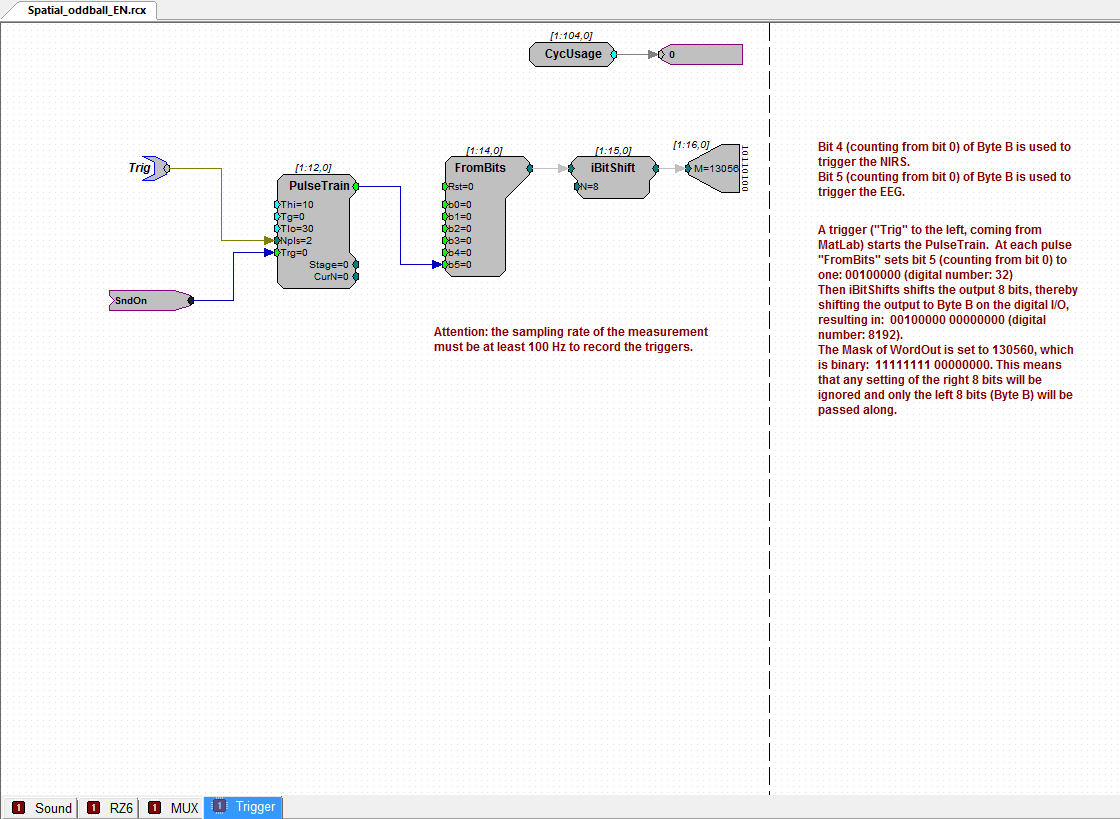 Spatial_oddball_EN.rcx
[1:104,0]
CycUsage
0
Trig
[1:12,0]
PulseTrain
Thi=10
Tg=0
Tlo=30
Npls=2
Trg=0
Stage=0
CurN=0
SndOn
[1:14,0]
FromBits
Rst=0
b0=0
b1=0
b2=0
b3=0
b4=0
b5=0
[1:15,0]
iBitShift
N=8
[1:16,0]
M=13056
10110100
Attention: the sampling rate of the measurement
must be at least 100 Hz to record the triggers.
Bit 4 (counting from bit 0) of Byte B is used to
trigger the NIRS.
Bit 5 (counting from bit 0) of Byte B is used to
trigger the EEG.
A trigger ("Trig" to the left, coming from
MatLab) starts the PulseTrain. At each pulse
"FromBits" sets bit 5 (counting from bit 0) to
one: 00100000 (digital number: 32)
Then iBitShifts shifts the output 8 bits, thereby
shifting the output to Byte B on the digital I/O,
resulting in: 00100000 00000000 (digital
number: 8192).
The Mask of WordOut is set to 130560, which
is binary: 11111111 00000000. This means
that any setting of the right 8 bits will be
ignored and only the left 8 bits (Byte B) will be
passed along.
1 Sound
1 RZ6
1 MUX
1 Trigger